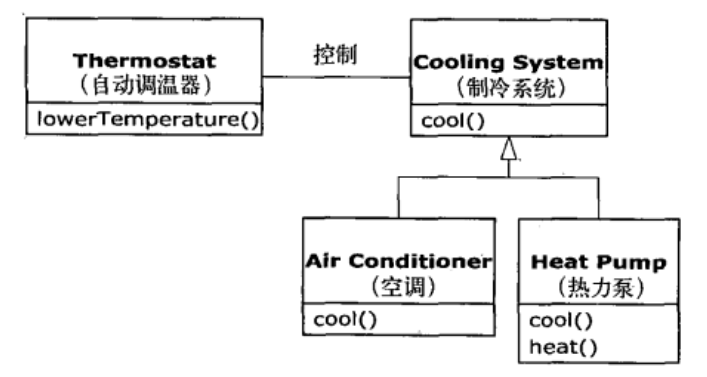 Thermostat
（自动调温器）
lowerTemperature()
控制
Cooling System
（制冷系统）
cool()
Air Conditioner
（空调）
cool()
Heat Pump
（热力泵）
cool()
heat()